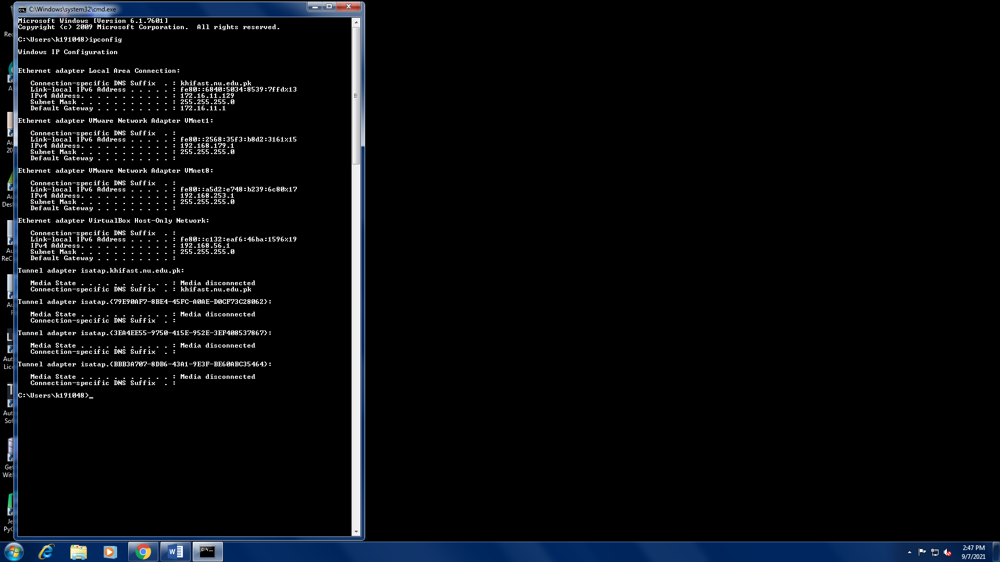 C:\Windows\system32\cmd.exe
Microsoft Windows [Version 6.1.7601]
Copyright (c) 2009 Microsoft Corporation.  All rights reserved.
C:\Users\k191048>ipconfig
Windows IP Configuration
Ethernet adapter Local Area Connection:
   Connection-specific DNS Suffix  . : khifast.nu.edu.pk
   Link-local IPv6 Address . . . . . : fe80::6840:5034:8539:7ffd%13
   IPv4 Address. . . . . . . . . . . : 172.16.11.129
   Subnet Mask . . . . . . . . . . . : 255.255.255.0
   Default Gateway . . . . . . . . . : 172.16.11.1
Ethernet adapter VMware Network Adapter VMnet1:
   Connection-specific DNS Suffix  . :
   Link-local IPv6 Address . . . . . : fe80::2568:35f3:b8d2:3161%15
   IPv4 Address. . . . . . . . . . . : 192.168.179.1
   Subnet Mask . . . . . . . . . . . : 255.255.255.0
   Default Gateway . . . . . . . . . :
Ethernet adapter VMware Network Adapter VMnet8:
   Connection-specific DNS Suffix  . :
   Link-local IPv6 Address . . . . . : fe80::a5d2:e748:b239:6c80%17
   IPv4 Address. . . . . . . . . . . : 192.168.253.1
   Subnet Mask . . . . . . . . . . . : 255.255.255.0
   Default Gateway . . . . . . . . . :
Ethernet adapter VirtualBox Host-Only Network:
   Connection-specific DNS Suffix  . :
   Link-local IPv6 Address . . . . . : fe80::c132:eaf6:46ba:1596%19
   IPv4 Address. . . . . . . . . . . : 192.168.56.1
   Subnet Mask . . . . . . . . . . . : 255.255.255.0
   Default Gateway . . . . . . . . . :
Tunnel adapter isatap.khifast.nu.edu.pk:
   Media State . . . . . . . . . . . : Media disconnected
   Connection-specific DNS Suffix  . : khifast.nu.edu.pk
Tunnel adapter isatap.{79E90AF7-8BE4-45FC-A0AE-D0CF73C28062}:
   Media State . . . . . . . . . . . : Media disconnected
   Connection-specific DNS Suffix  . :
Tunnel adapter isatap.{3EA4EE55-9750-415E-952E-3EF408537867}:
   Media State . . . . . . . . . . . : Media disconnected
   Connection-specific DNS Suffix  . :
Tunnel adapter isatap.{BBB3A707-8DB6-43A1-9E3F-BE60ABC35464}:
   Media State . . . . . . . . . . . : Media disconnected
   Connection-specific DNS Suffix  . :
C:\Users\k191048>_
Rec
A
Au
20
Au
Desl
Au
ReC
Au
Aut
Lice
Aut
Sof
Get
Witl
Je
PyC
2:47 PM
9/7/2021